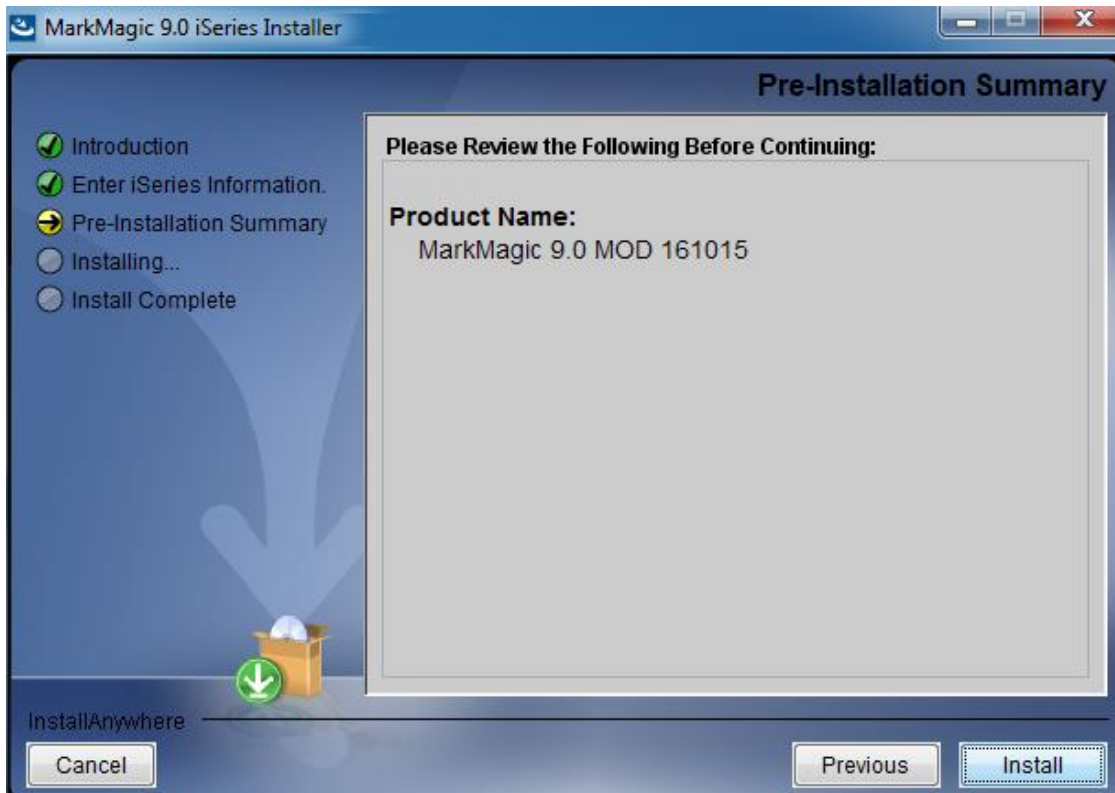 MarkMagic 9.0 iSeries Installer
Pre-Installation Summary
Introduction
Enter iSeries Information.
Pre-Installation Summary
Installing...
Install Complete
Please Review the Following Before Continuing:
Product Name:
MarkMagic 9.0 MOD 161015
InstallAnywhere
Cancel
Previous
Install